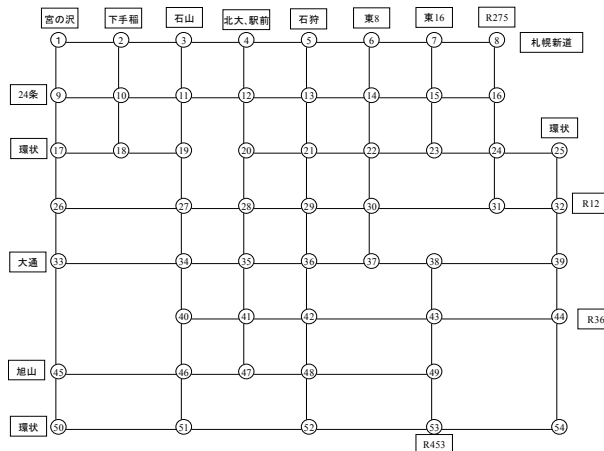 宮の沢 下手稲 石山 北大、駅前 石狩 東8 東16 R275
1 2 3 4 5 6 7 8 札幌新道
24条 9 10 11 12 13 14 15 16
環状
環状 17 18 19 20 21 22 23 24 25
26 27 28 29 30 31 32 R12
大通 33 34 35 36 37 38 39
40 41 42 43 44 R36
旭山 45 46 47 48 49
環状 50 51 52 53 54
R453